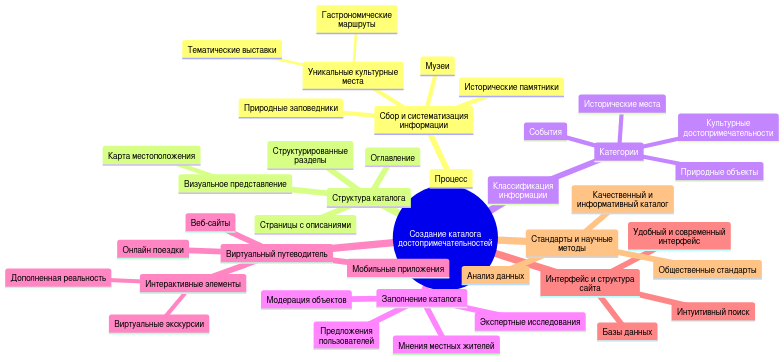 Гастрономические
маршруты
Тематические выставки
Уникальные культурные
места
Музеи
Исторические памятники
Природные заповедники
Сбор и систематизация
информации
Процесс
Исторические места
События
Культурные
достопримечательности
Категории
Природные объекты
Классификация
информации
Карта местоположения
Структурированные
разделы
Оглавление
Визуальное представление
Структура каталога
Страницы с описаниями
Создание каталога
достопримечательностей
Качественный и
информативный каталог
Стандарты и научные
методы
Общественные стандарты
Анализ данных
Удобный и современный
интерфейс
Интерфейс и структура
сайта
Интуитивный поиск
Базы данных
Веб-сайты
Онлайн поездки
Виртуальный путеводитель
Мобильные приложения
Дополненная реальность
Интерактивные элементы
Виртуальные экскурсии
Модерация объектов
Заполнение каталога
Предложения
пользователей
Мнения местных жителей
Экспертные исследования